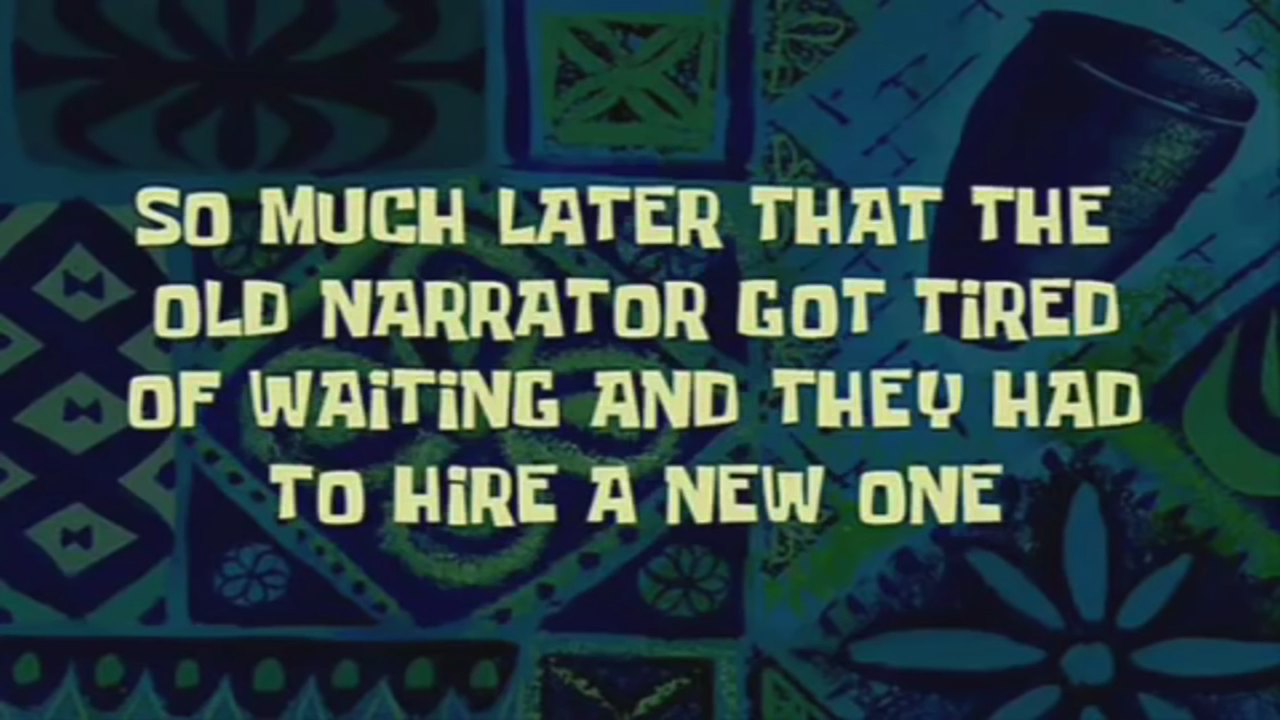 SO MUCH LATER THAT THE
OLD NARRATOR GOT TiRED
OF WAiTiNG AND THEY HAD
TO HiRE A NEW ONE